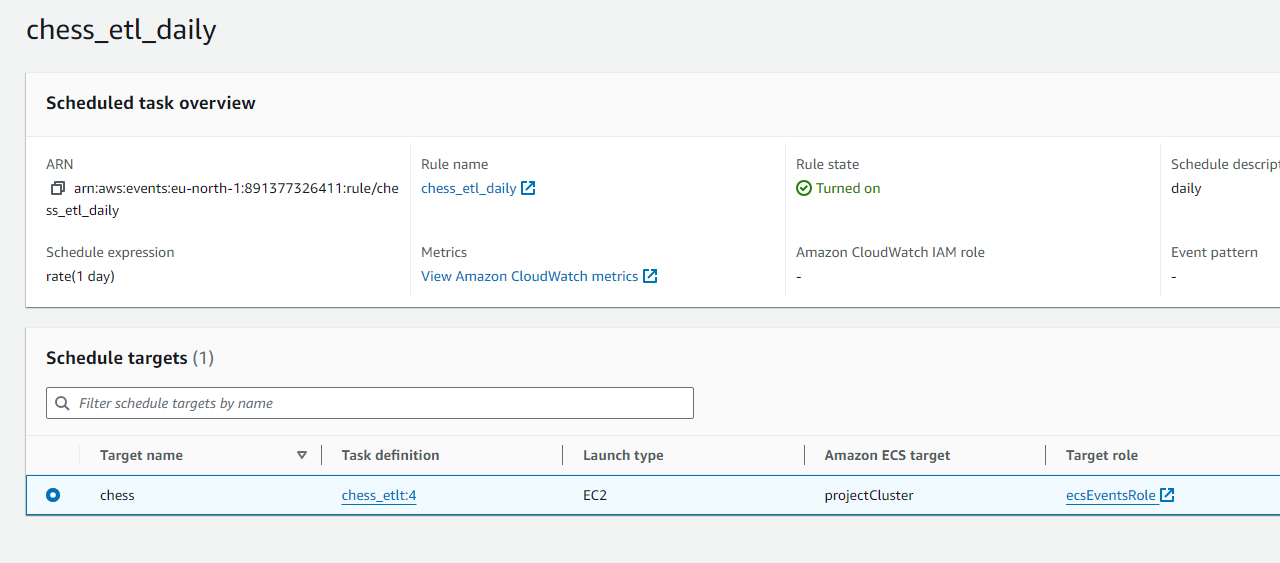 chess_etl_daily
Scheduled task overview
ARN
arn:aws:events:eu-north-1:891377326411:rule/che
ss_etl_daily
Rule name
chess_etl_daily
Rule state
Turned on
Schedule descript
daily
Schedule expression
rate(1 day)
Metrics
View Amazon CloudWatch metrics
Amazon CloudWatch IAM role
-
Event pattern
-
Schedule targets (1)
Filter schedule targets by name
Target name Task definition Launch type Amazon ECS target Target role
chess chess_etlt:4 EC2 projectCluster ecsEventsRole